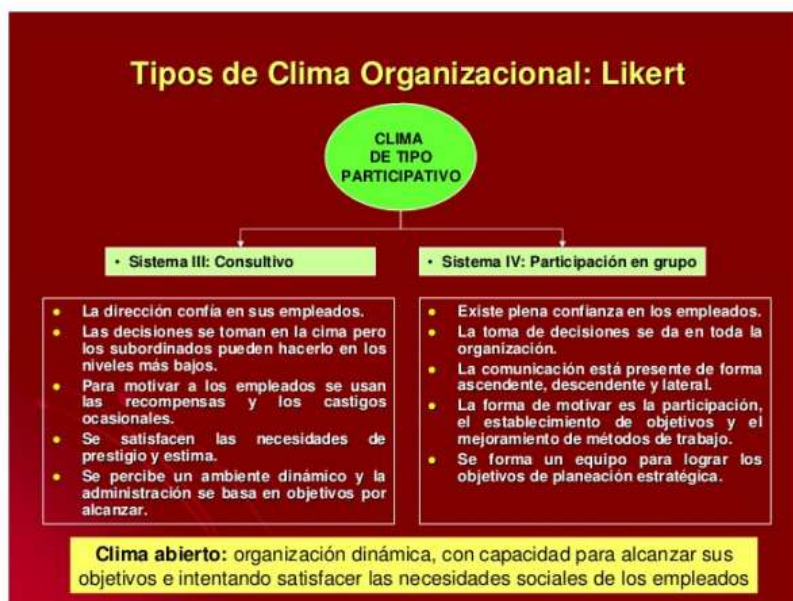 Tipos de Clima Organizacional: Likert
CLIMA
DE TIPO
PARTICIPATIVO
• Sistema III: Consultivo
• La dirección confía en sus empleados.
• Las decisiones se toman en la cima pero
los subordinados pueden hacerlo en los
niveles más bajos.
• Para motivar a los empleados se usan
las recompensas y los castigos
ocasionales.
• Se satisfacen las necesidades de
prestigio y estima.
• Se percibe un ambiente dinámico y la
administración se basa en objetivos por
alcanzar.
• Sistema IV: Participación en grupo
• Existe plena confianza en los empleados.
• La toma de decisiones se da en toda la
organización.
• La comunicación está presente de forma
ascendente, descendente y lateral.
• La forma de motivar es la participación,
el establecimiento de objetivos y el
mejoramiento de métodos de trabajo.
• Se forma un equipo para lograr los
objetivos de planeación estratégica.
Clima abierto: organización dinámica, con capacidad para alcanzar sus
objetivos e intentando satisfacer las necesidades sociales de los empleados